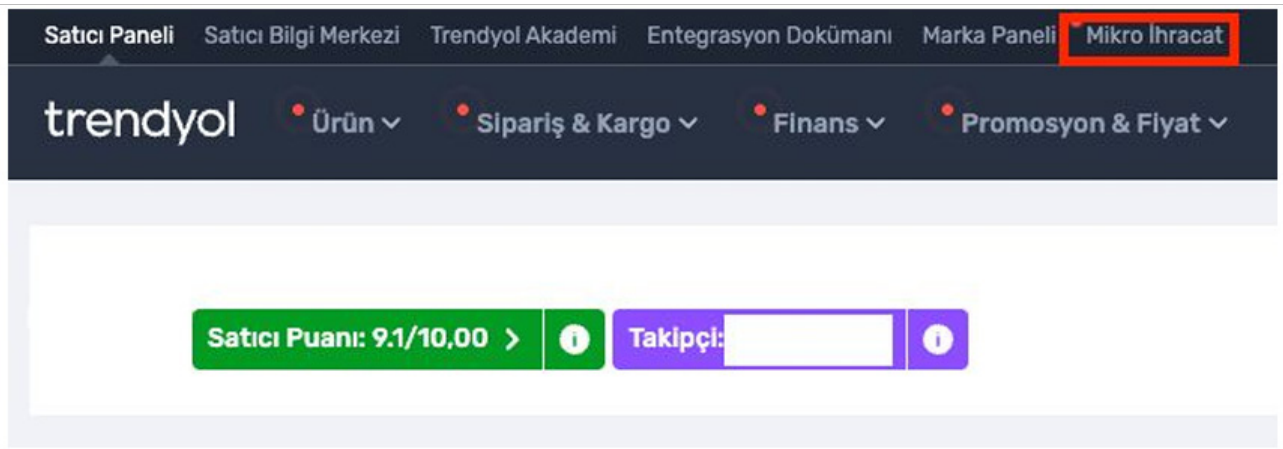 Satıcı Paneli Satıcı Bilgi Merkezi Trendyol Akademi Entegrasyon Dokümanı Marka Paneli Mikro İhracat
trendyol Ürün Sipariş & Kargo Finans Promosyon & Fiyat
Satıcı Puanı: 9.1/10,00 > i Takipçi: i